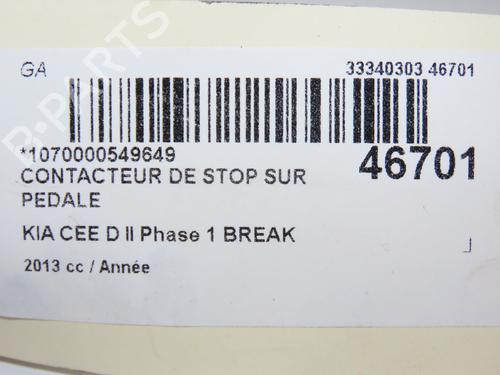 GA 33340303 46701
*1070000549649
46701
CONTACTEUR DE STOP SUR
PEDALE
KIA CEE D II Phase 1 BREAK
2013 cc / Année
B-PARTS